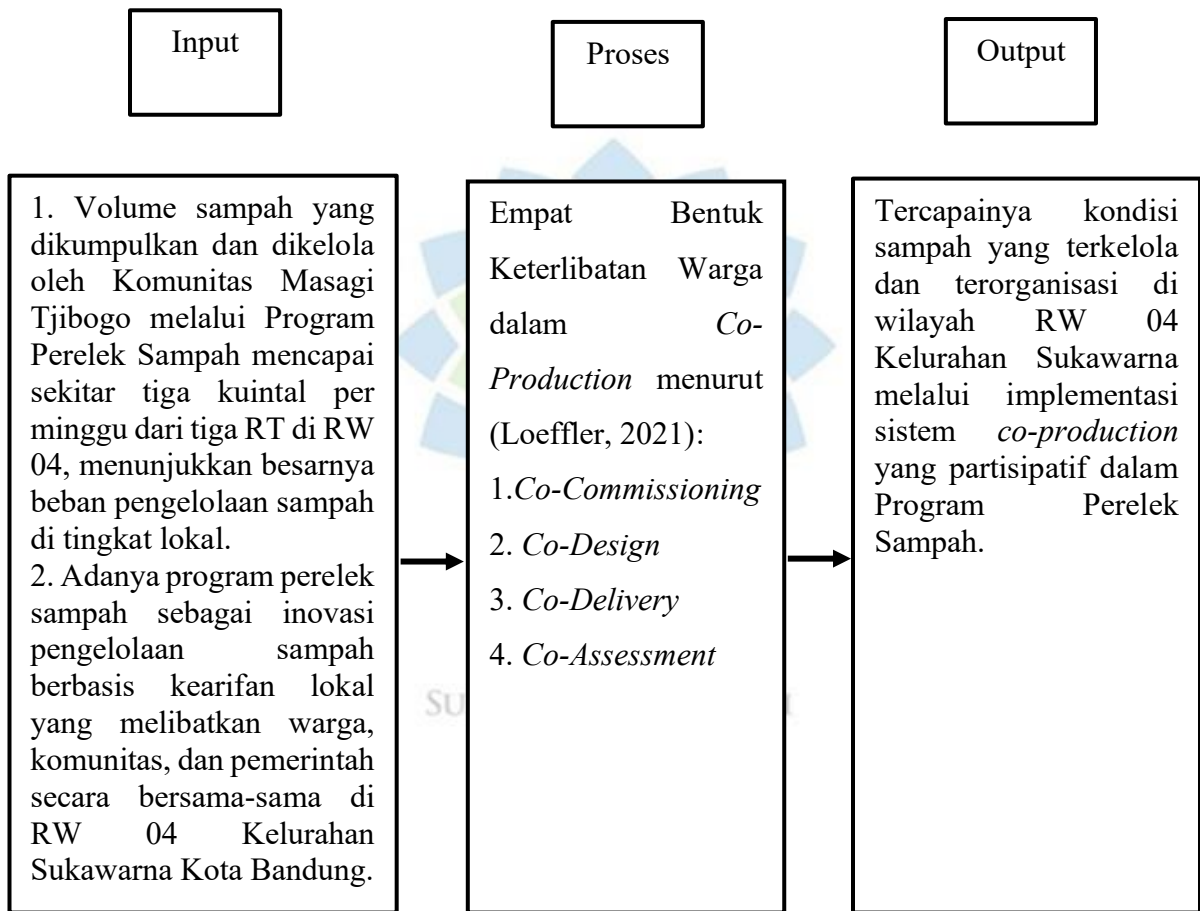 Input
Proses
Output
1. Volume sampah yang
dikumpulkan dan dikelola
oleh Komunitas Masagi
Tjibogo melalui Program
Perelek Sampah mencapai
sekitar tiga kuintal per
minggu dari tiga RT di RW
04, menunjukkan besarnya
beban pengelolaan sampah
di tingkat lokal.
2. Adanya program perelek
sampah sebagai inovasi
pengelolaan sampah
berbasis kearifan lokal
yang melibatkan warga,
komunitas, dan pemerintah
secara bersama-sama di
RW 04 Kelurahan
Sukawarna Kota Bandung.
Empat Bentuk
Keterlibatan Warga
dalam Co-
Production menurut
(Loeffler, 2021):
1.Co-Commissioning
2. Co-Design
3. Co-Delivery
4. Co-Assessment
Tercapainya kondisi
sampah yang terkelola
dan terorganisasi di
wilayah RW 04
Kelurahan Sukawarna
melalui implementasi
sistem co-production
yang partisipatif dalam
Program Perelek
Sampah.